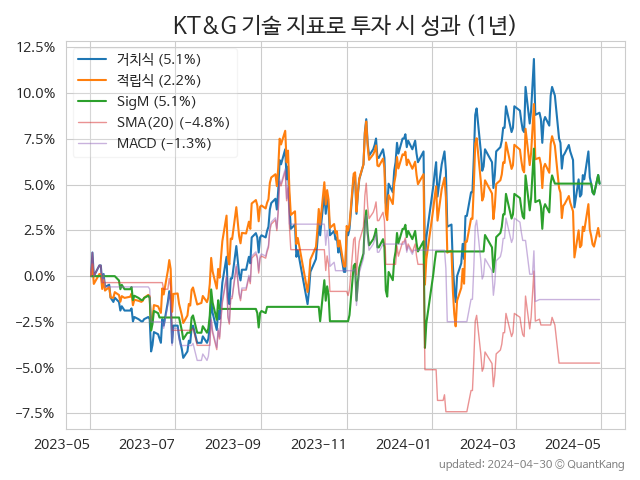 KT&G 기술 지표로 투자 시 성과 (1년)
12.5%
10.0%
7.5%
5.0%
2.5%
0.0%
−2.5%
−5.0%
−7.5%
거치식 (5.1%)
적립식 (2.2%)
SigM (5.1%)
SMA(20) (−4.8%)
MACD (−1.3%)
2023-05
2023-07
2023-09
2023-11
2024-01
2024-03
2024-05
updated: 2024-04-30 © QuantKang